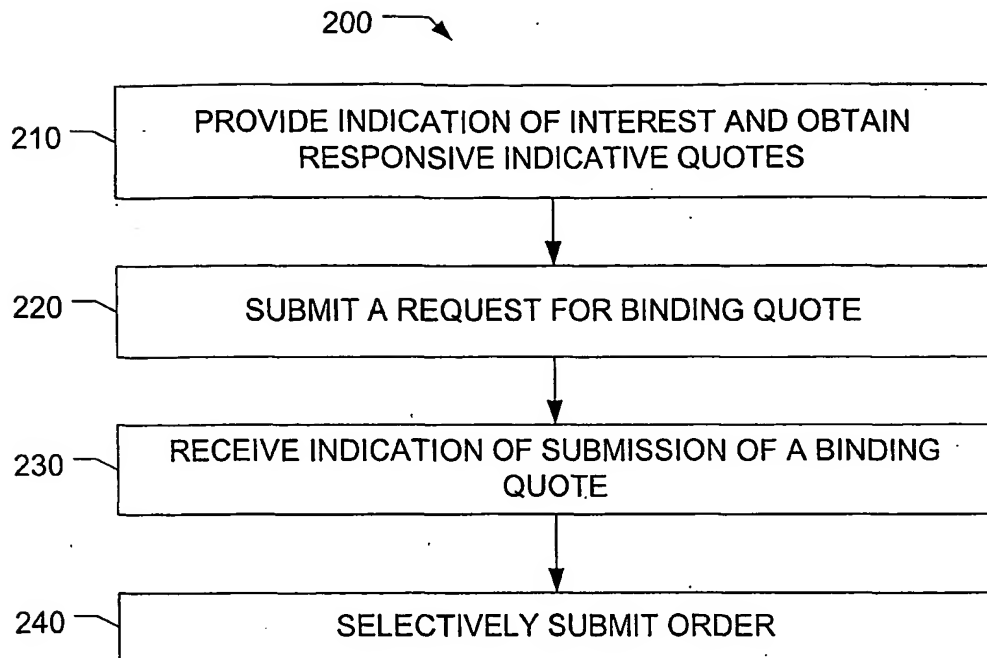 200
210
PROVIDE INDICATION OF INTEREST AND OBTAIN
RESPONSIVE INDICATIVE QUOTES
220
SUBMIT A REQUEST FOR BINDING QUOTE
230
RECEIVE INDICATION OF SUBMISSION OF A BINDING
QUOTE
240
SELECTIVELY SUBMIT ORDER